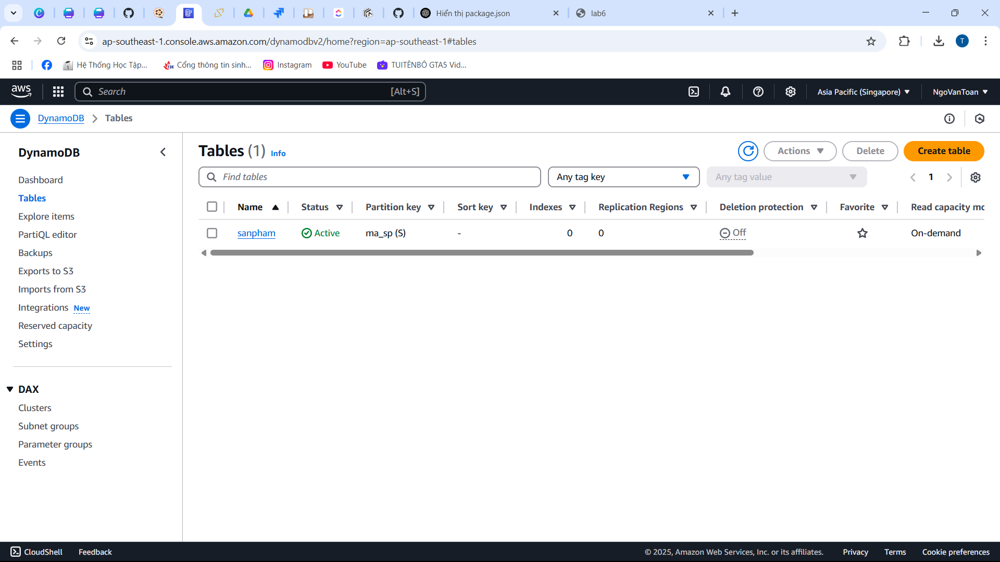 Hiển thị package.json
lab6
ap-southeast-1.console.aws.amazon.com/dynamodbv2/home?region=ap-southeast-1#tables
T
Hệ Thống Học Tập...
Cổng thông tin sinh...
Instagram
YouTube
TUITÊNBÔ GTA5 Vid...
aws
Search
[Alt+S]
Asia Pacific (Singapore)
NgoVanToan
DynamoDB
Tables
DynamoDB
Dashboard
Tables
Explore items
PartiQL editor
Backups
Exports to S3
Imports from S3
Integrations New
Reserved capacity
Settings
DAX
Clusters
Subnet groups
Parameter groups
Events
Tables (1) Info
Actions
Delete
Create table
Find tables
Any tag key
Any tag value
1
Name Status Partition key Sort key Indexes Replication Regions Deletion protection Favorite Read capacity mo
sanpham Active ma_sp (S) - 0 0 Off On-demand
CloudShell
Feedback
© 2025, Amazon Web Services, Inc. or its affiliates.
Privacy
Terms
Cookie preferences